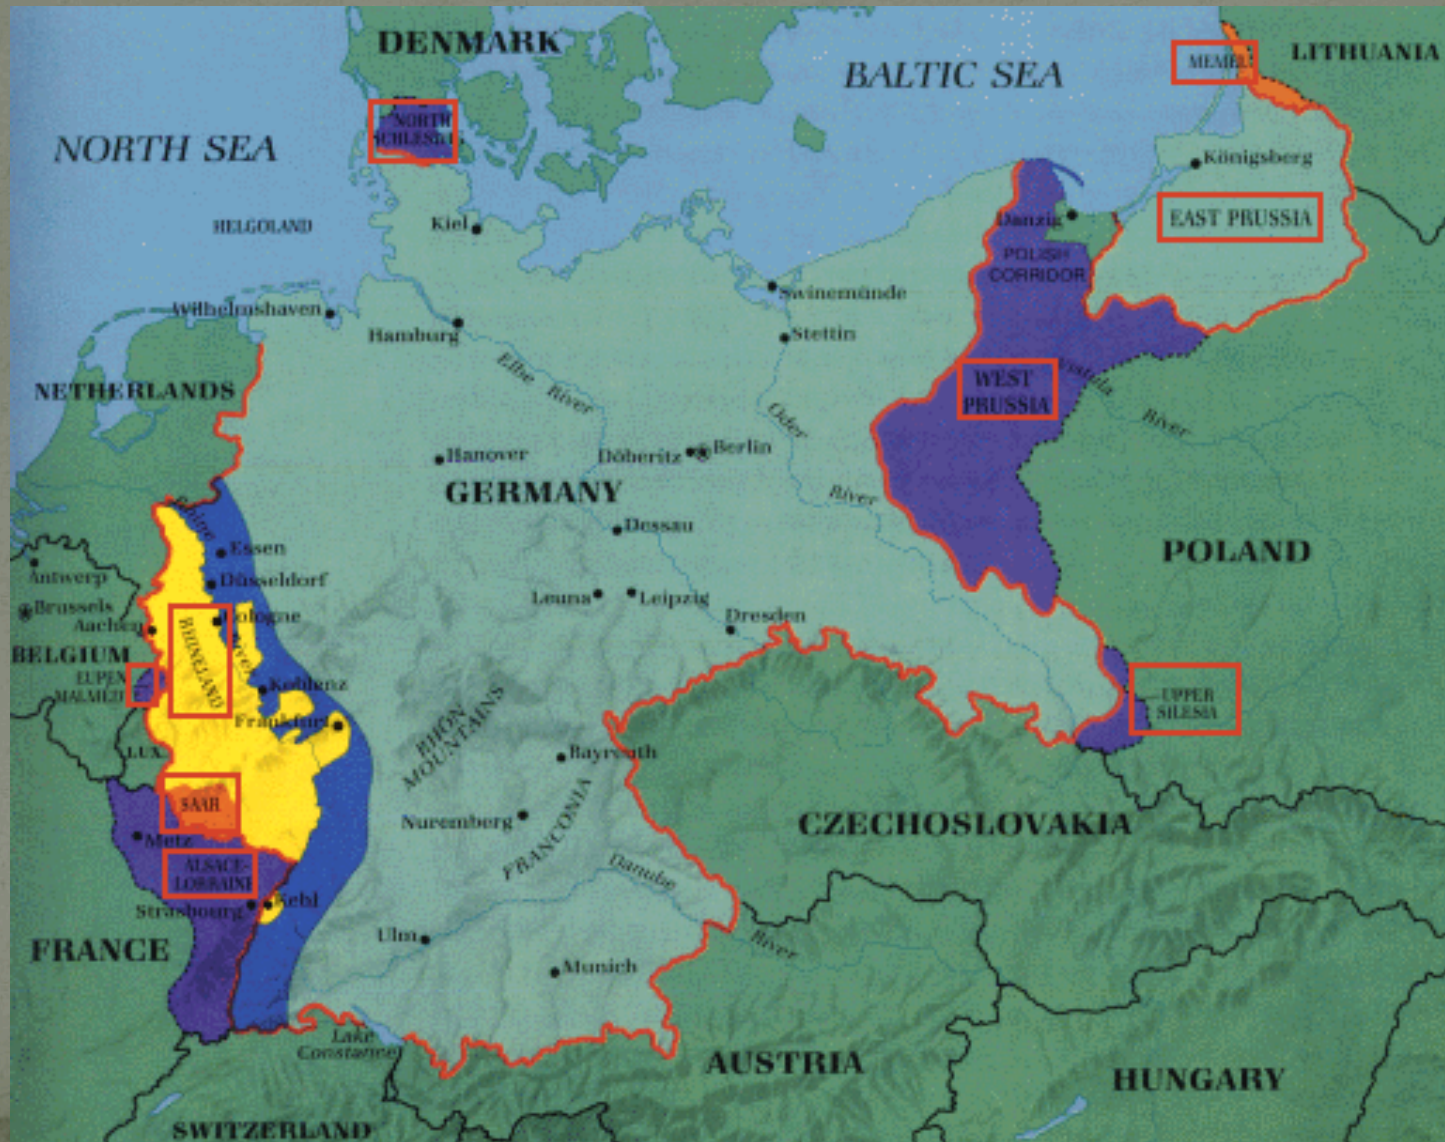 DENMARK
LITHUANIA
MEMEL
BALTIC SEA
NORTH
NORTH SEA
Königsberg
HELGOLAND
Kiel
Danzig
EAST PRUSSIA
POLISH
CORRIDOR
Swinemünde
Wilhelmshaven
Hamburg
Stettin
Elbe River
NETHERLANDS
WEST
PRUSSIA
Vistula
River
Oder
River
Hanover
Döberitz
Berlin
GERMANY
Dessau
POLAND
Rhine
River
Essen
Antwerp
Düsseldorf
Brussels
Leuna
Leipzig
Cologne
Dresden
Aachen
RHINELAND
BELGIUM
EUPEN
MALMEDY
Koblenz
UPPER
SILESIA
Frankfurt
RHON
MOUNTAINS
LUX.
Bayreuth
SAAR
Nuremberg
FRANCONIA
CZECHOSLOVAKIA
Metz
ALSACE-
LORRAINE
Danube
River
Strasbourg
Kehl
FRANCE
Ulm
Munich
Lake
Constance
AUSTRIA
HUNGARY
SWITZERLAND